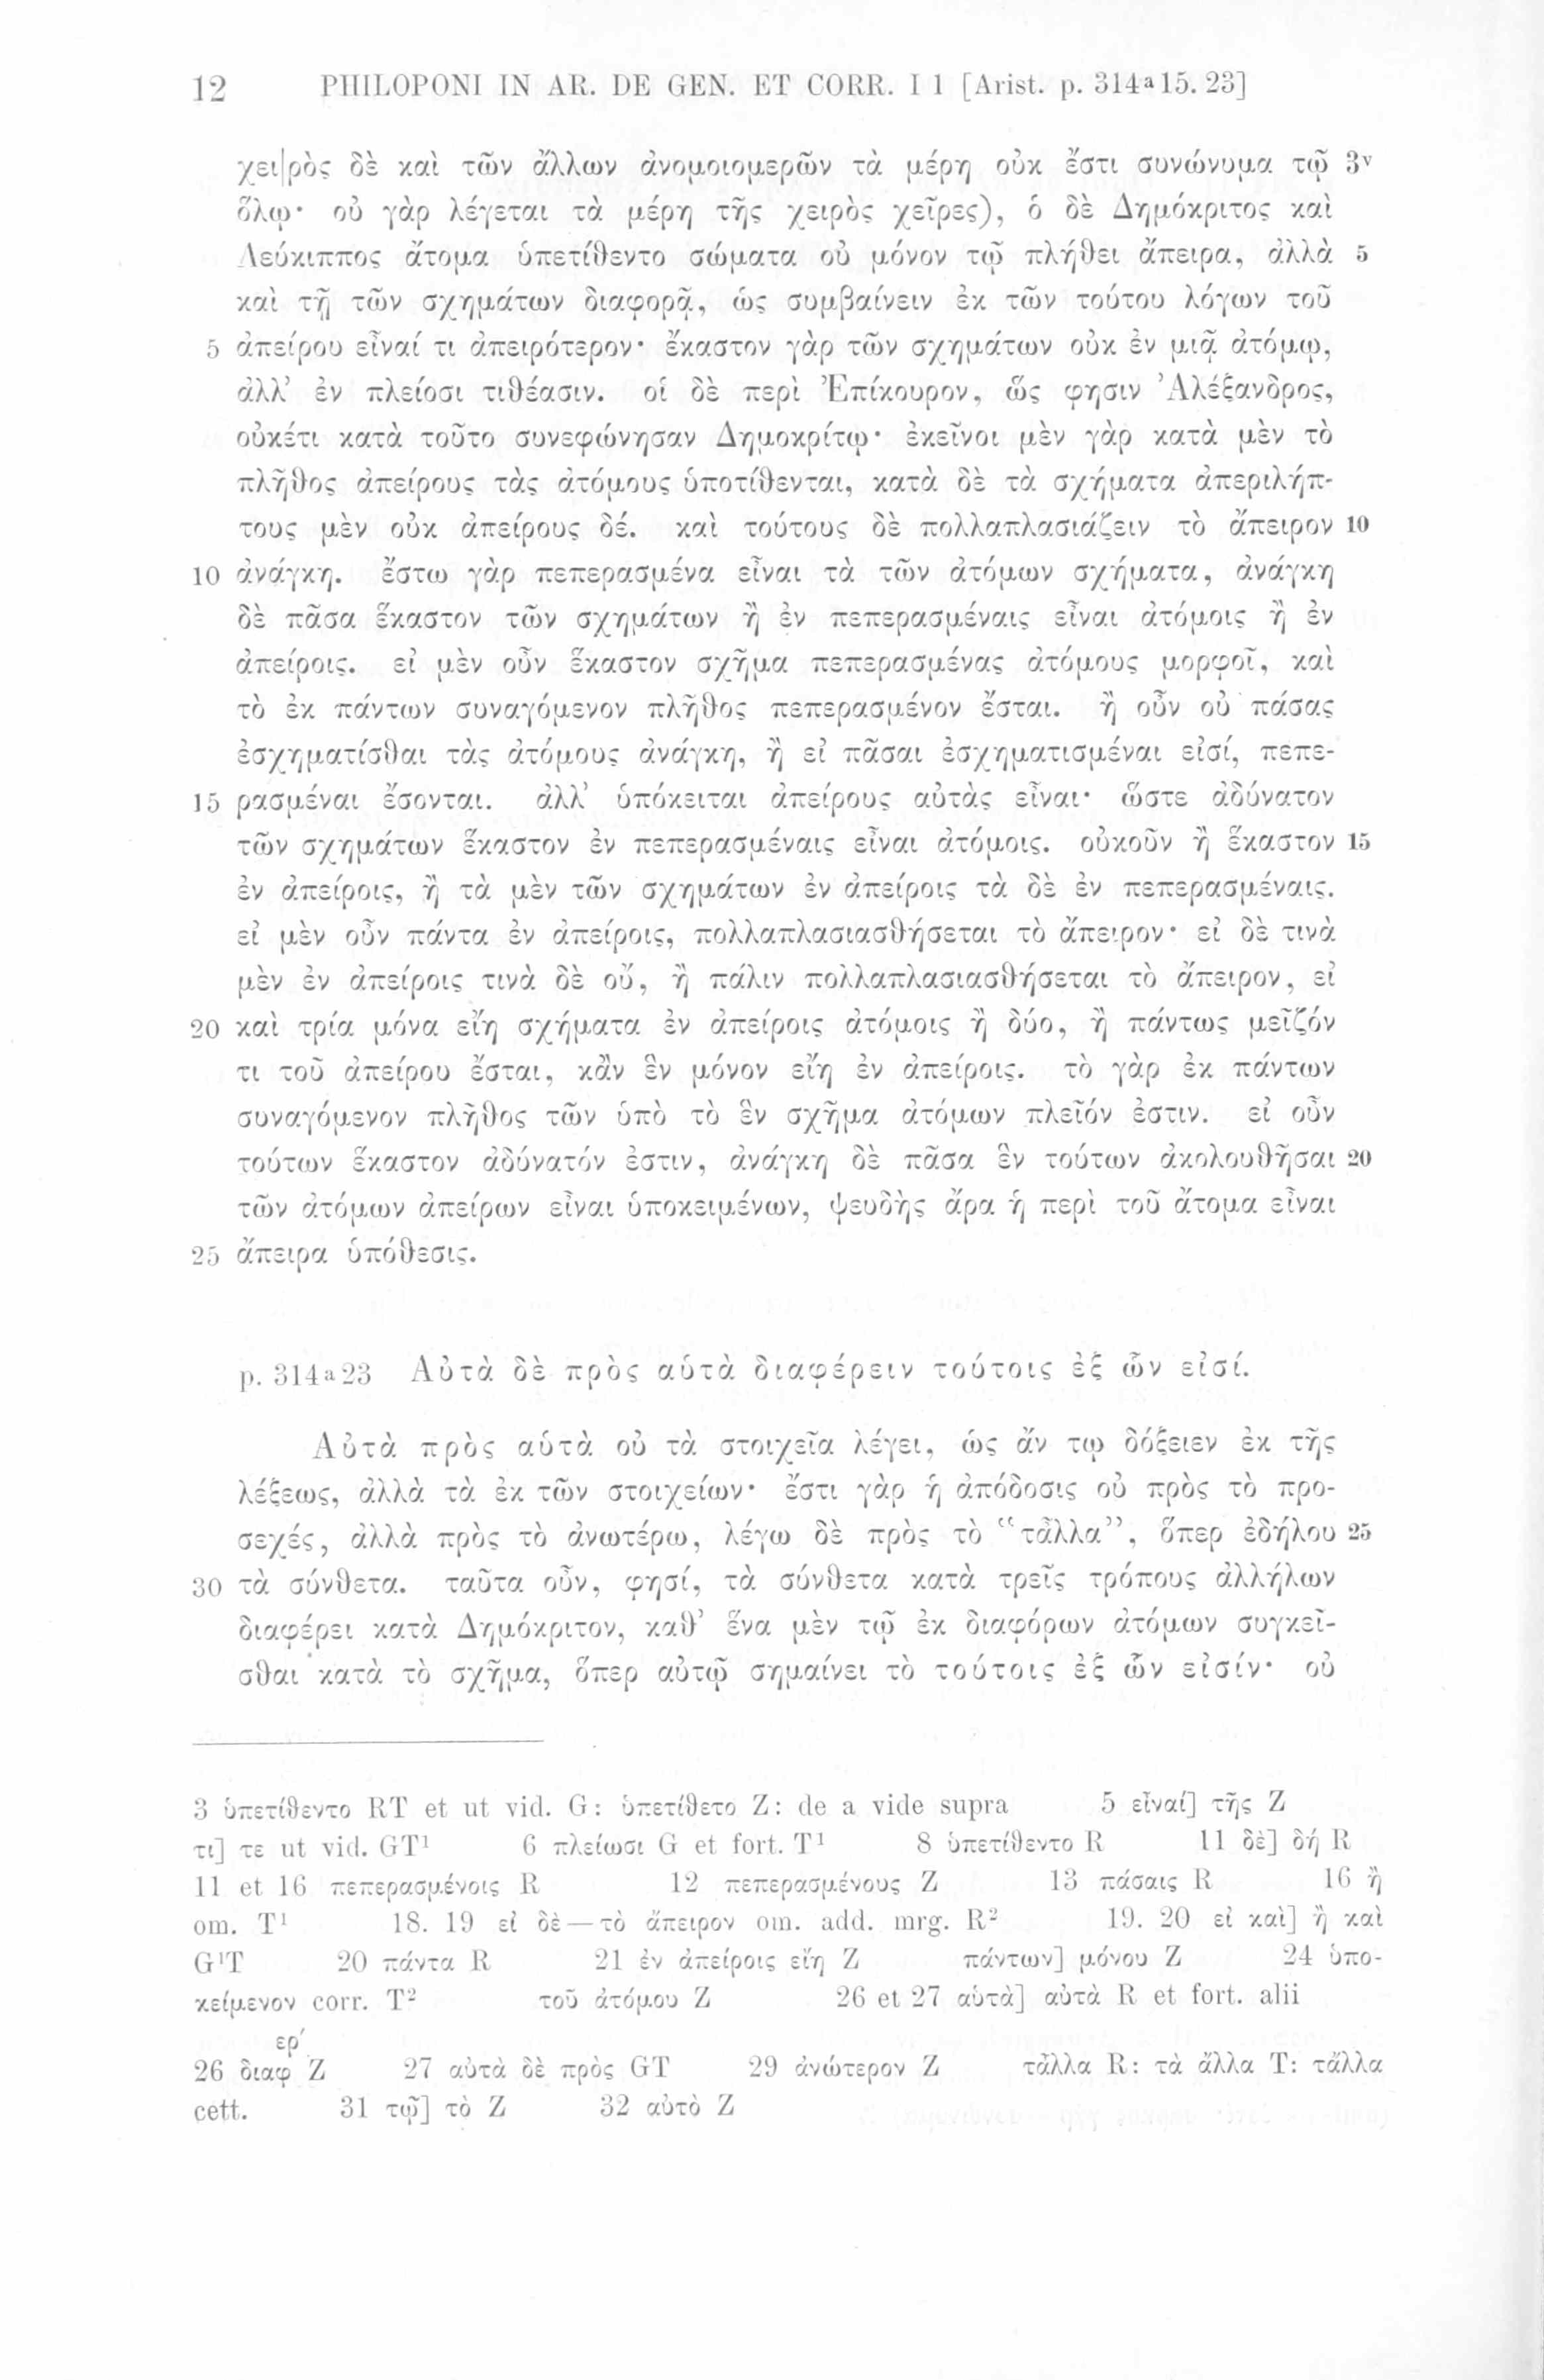 12 PHILOPONI IN AR. DE GEN. ET CORR. I 1 [Arist. p. 314ᵃ15. 23]
χει|ρὸς δὲ καὶ τῶν ἄλλων ἀνομοιομερῶν τὰ μέρη οὐκ ἔστι συνώνυμα τῷ 3ᵛ
ὅλῳ· οὐ γὰρ λέγεται τὰ μέρη τῆς χειρὸς χεῖρες), ὁ δὲ Δημόκριτος καὶ
Λεύκιππος ἄτομα ὑπετίθεντο σώματα οὐ μόνον τῷ πλήθει ἄπειρα, ἀλλὰ 5
καὶ τῇ τῶν σχημάτων διαφορᾷ, ὡς συμβαίνειν ἐκ τῶν τούτου λόγων τοῦ
5 ἀπείρου εἶναί τι ἀπειρότερον· ἕκαστον γὰρ τῶν σχημάτων οὐκ ἐν μιᾷ ἀτόμῳ,
ἀλλ’ ἐν πλείοσι τιθέασιν. οἱ δὲ περὶ Ἐπίκουρον, ὥς φησιν Ἀλέξανδρος,
οὐκέτι κατὰ τοῦτο συνεφώνησαν Δημοκρίτῳ· ἐκεῖνοι μὲν γὰρ κατὰ μὲν τὸ
πλῆθος ἀπείρους τὰς ἀτόμους ὑποτίθενται, κατὰ δὲ τὰ σχήματα ἀπεριλήπ-
τους μὲν οὐκ ἀπείρους δέ. καὶ τούτους δὲ πολλαπλασιάζειν τὸ ἄπειρον 10
10 ἀνάγκη. ἔστω γὰρ πεπερασμένα εἶναι τὰ τῶν ἀτόμων σχήματα, ἀνάγκη
δὲ πᾶσα ἕκαστον τῶν σχημάτων ἢ ἐν πεπερασμέναις εἶναι ἀτόμοις ἢ ἐν
ἀπείροις. εἰ μὲν οὖν ἕκαστον σχῆμα πεπερασμένας ἀτόμους μορφοῖ, καὶ
τὸ ἐκ πάντων συναγόμενον πλῆθος πεπερασμένον ἔσται. ἢ οὖν οὐ πάσας
ἐσχηματίσθαι τὰς ἀτόμους ἀνάγκη, ἢ εἰ πᾶσαι ἐσχηματισμέναι εἰσί, πεπε-
15 ρασμέναι ἔσονται. ἀλλ’ ὑπόκειται ἀπείρους αὐτὰς εἶναι· ὥστε ἀδύνατον
τῶν σχημάτων ἕκαστον ἐν πεπερασμέναις εἶναι ἀτόμοις. οὐκοῦν ἢ ἕκαστον 15
ἐν ἀπείροις, ἢ τὰ μὲν τῶν σχημάτων ἐν ἀπείροις τὰ δὲ ἐν πεπερασμέναις.
εἰ μὲν οὖν πάντα ἐν ἀπείροις, πολλαπλασιασθήσεται τὸ ἄπειρον· εἰ δὲ τινὰ
μὲν ἐν ἀπείροις τινὰ δὲ οὔ, ἢ πάλιν πολλαπλασιασθήσεται τὸ ἄπειρον, εἰ
20 καὶ τρία μόνα εἴη σχήματα ἐν ἀπείροις ἀτόμοις ἢ δύο, ἢ πάντως μεῖζόν
τι τοῦ ἀπείρου ἔσται, κἂν ἓν μόνον εἴη ἐν ἀπείροις. τὸ γὰρ ἐκ πάντων
συναγόμενον πλῆθος τῶν ὑπὸ τὸ ἓν σχῆμα ἀτόμων πλεῖόν ἐστιν. εἰ οὖν
τούτων ἕκαστον ἀδύνατόν ἐστιν, ἀνάγκη δὲ πᾶσα ἓν τούτων ἀκολουθῆσαι 20
τῶν ἀτόμων ἀπείρων εἶναι ὑποκειμένων, ψευδὴς ἄρα ἡ περὶ τοῦ ἄτομα εἶναι
25 ἄπειρα ὑπόθεσις.
p. 314ᵃ23 Αὐτὰ δὲ πρὸς αὑτὰ διαφέρειν τούτοις ἐξ ὧν εἰσί.
Αὐτὰ πρὸς αὑτὰ οὐ τὰ στοιχεῖα λέγει, ὡς ἄν τῳ δόξειεν ἐκ τῆς
λέξεως, ἀλλὰ τὰ ἐκ τῶν στοιχείων· ἔστι γὰρ ἡ ἀπόδοσις οὐ πρὸς τὸ προ-
σεχές, ἀλλὰ πρὸς τὸ ἀνωτέρω, λέγω δὲ πρὸς τὸ “τἆλλα”, ὅπερ ἐδήλου 25
30 τὰ σύνθετα. ταῦτα οὖν, φησί, τὰ σύνθετα κατὰ τρεῖς τρόπους ἀλλήλων
διαφέρει κατὰ Δημόκριτον, καθ’ ἕνα μὲν τῷ ἐκ διαφόρων ἀτόμων συγκεῖ-
σθαι κατὰ τὸ σχῆμα, ὅπερ αὐτῷ σημαίνει τὸ τούτοις ἐξ ὧν εἰσίν· οὐ
3 ὑπετίθεντο RT et ut vid. G: ὑπετίθετο Z: de a vide supra 5 εἶναί] τῆς Z
τι] τε ut vid. GT¹ 6 πλείωσι G et fort. T¹ 8 ὑπετίθεντο R 11 δὲ] δή R
11 et 16 πεπερασμένοις R 12 πεπερασμένους Z 13 πάσαις R 16 ἢ
om. T¹ 18. 19 εἰ δὲ — τὸ ἄπειρον om. add. mrg. R² 19. 20 εἰ καὶ] ἢ καὶ
G¹T 20 πάντα R 21 ἐν ἀπείροις εἴη Z πάντων] μόνου Z 24 ὑπο-
κείμενον corr. T² τοῦ ἀτόμου Z 26 et 27 αὑτὰ] αὐτὰ R et fort. alii
26 διαφερ´ Z 27 αὐτὰ δὲ πρὸς GT 29 ἀνώτερον Z τἆλλα R: τὰ ἄλλα T: τἄλλα
cett. 31 τῷ] τὸ Z 32 αὐτὸ Z